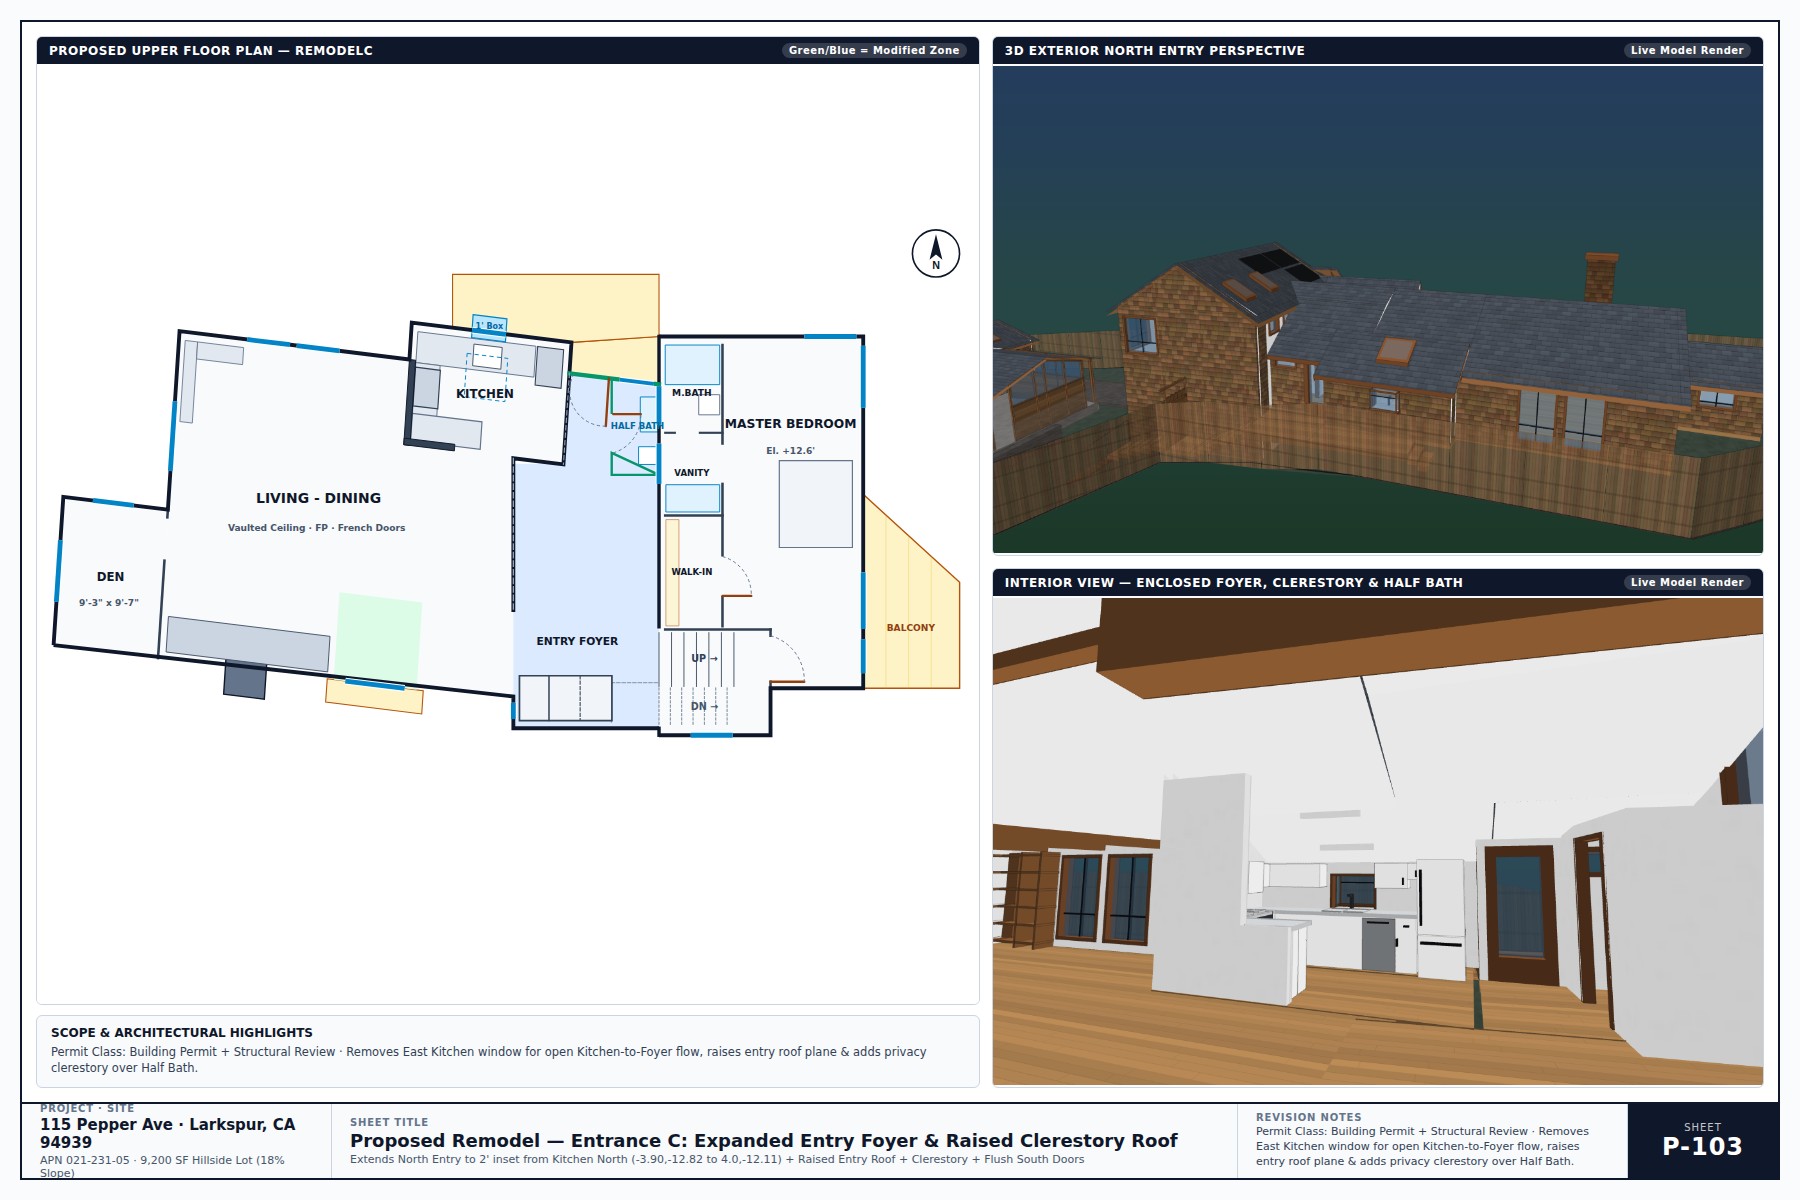 PROPOSED UPPER FLOOR PLAN — REMODELC
Green/Blue = Modified Zone
N
1' Box
KITCHEN
M.BATH
HALF BATH
MASTER BEDROOM
El. +12.6'
VANITY
LIVING - DINING
Vaulted Ceiling · FP · French Doors
DEN
9'-3" x 9'-7"
WALK-IN
ENTRY FOYER
UP →
DN →
BALCONY
SCOPE & ARCHITECTURAL HIGHLIGHTS
Permit Class: Building Permit + Structural Review · Removes East Kitchen window for open Kitchen-to-Foyer flow, raises entry roof plane & adds privacy
clerestory over Half Bath.
3D EXTERIOR NORTH ENTRY PERSPECTIVE
Live Model Render
INTERIOR VIEW — ENCLOSED FOYER, CLERESTORY & HALF BATH
Live Model Render
PROJECT · SITE
115 Pepper Ave · Larkspur, CA
94939
APN 021-231-05 · 9,200 SF Hillside Lot (18%
Slope)
SHEET TITLE
Proposed Remodel — Entrance C: Expanded Entry Foyer & Raised Clerestory Roof
Extends North Entry to 2' inset from Kitchen North (-3.90,-12.82 to 4.0,-12.11) + Raised Entry Roof + Clerestory + Flush South Doors
REVISION NOTES
Permit Class: Building Permit + Structural Review · Removes
East Kitchen window for open Kitchen-to-Foyer flow, raises
entry roof plane & adds privacy clerestory over Half Bath.
SHEET
P-103